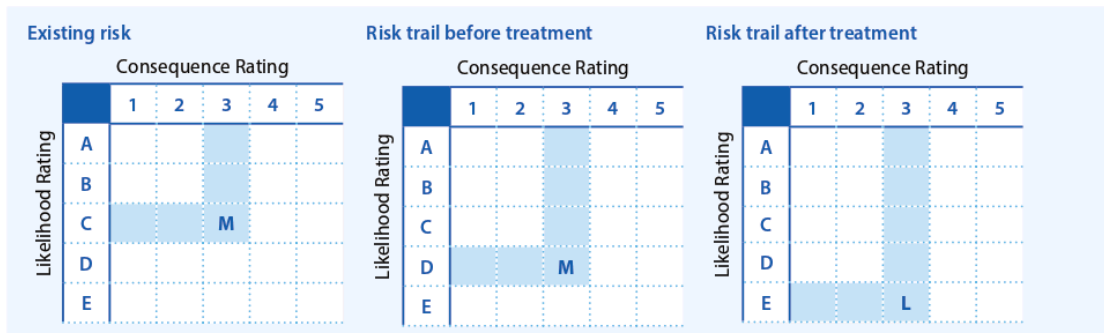 Existing risk
Consequence Rating
1 2 3 4 5
Likelihood Rating
A
B
C M
D
E
Risk trail before treatment
Consequence Rating
1 2 3 4 5
Likelihood Rating
A
B
C
D M
E
Risk trail after treatment
Consequence Rating
1 2 3 4 5
Likelihood Rating
A
B
C
D
E L